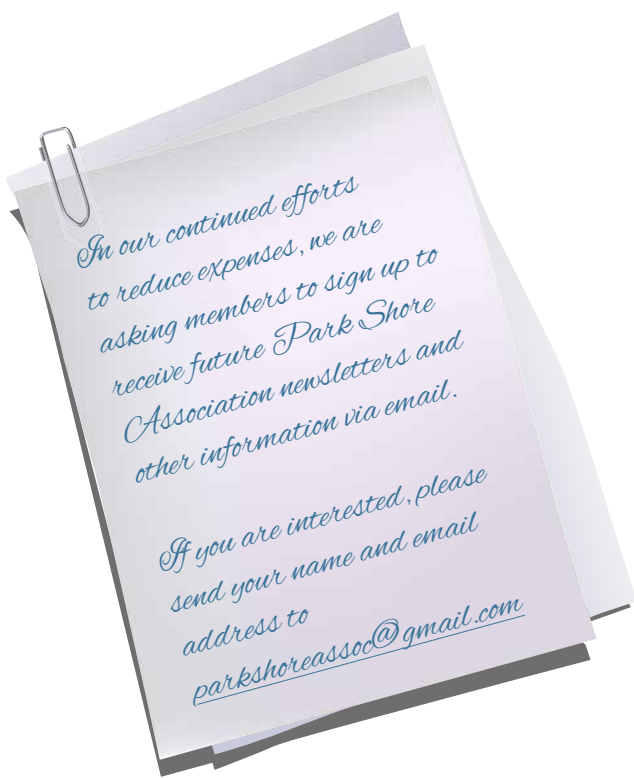 In our continued efforts
to reduce expenses, we are
asking members to sign up to
receive future Park Shore
Association newsletters and
other information via email.
If you are interested, please
send your name and email
address to
parkshoreassoc@gmail.com